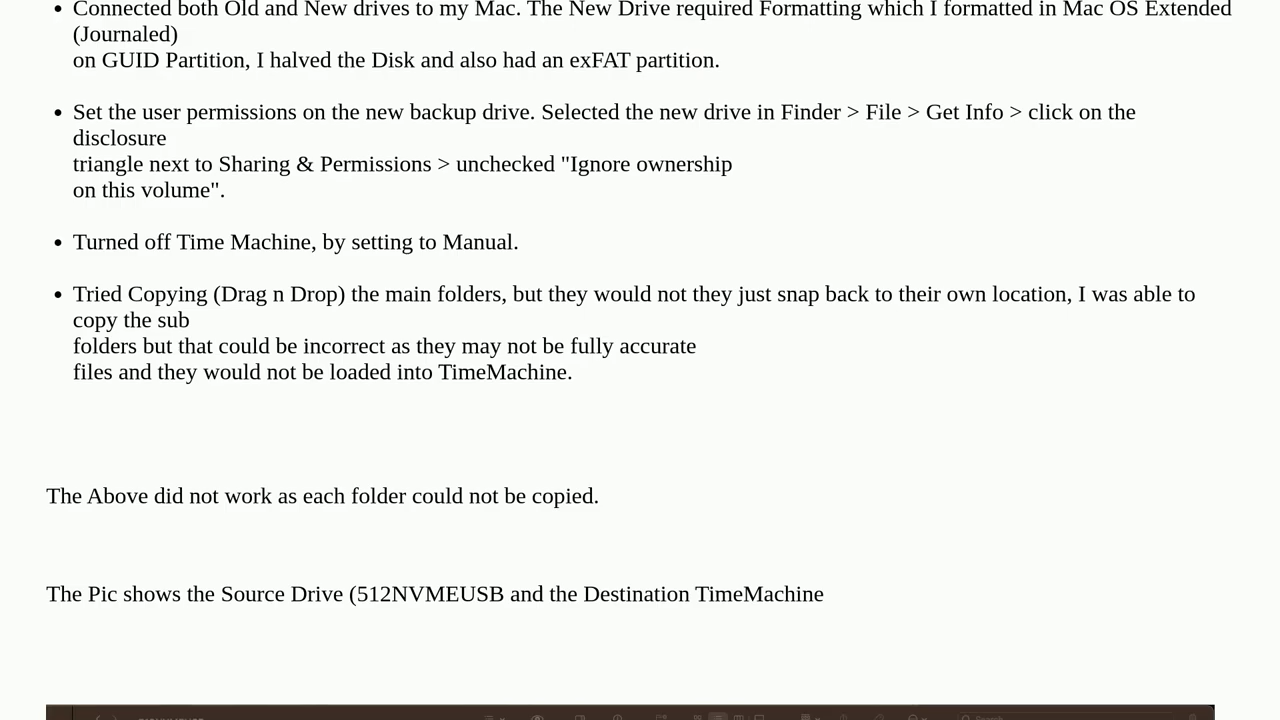 Connected both Old and New drives to my Mac. The New Drive required Formatting which I formatted in Mac OS Extended
(Journaled)
on GUID Partition, I halved the Disk and also had an exFAT partition.
Set the user permissions on the new backup drive. Selected the new drive in Finder > File > Get Info > click on the
disclosure
triangle next to Sharing & Permissions > unchecked "Ignore ownership
on this volume".
Turned off Time Machine, by setting to Manual.
Tried Copying (Drag n Drop) the main folders, but they would not they just snap back to their own location, I was able to
copy the sub
folders but that could be incorrect as they may not be fully accurate
files and they would not be loaded into TimeMachine.
The Above did not work as each folder could not be copied.
The Pic shows the Source Drive (512NVMEUSB and the Destination TimeMachine